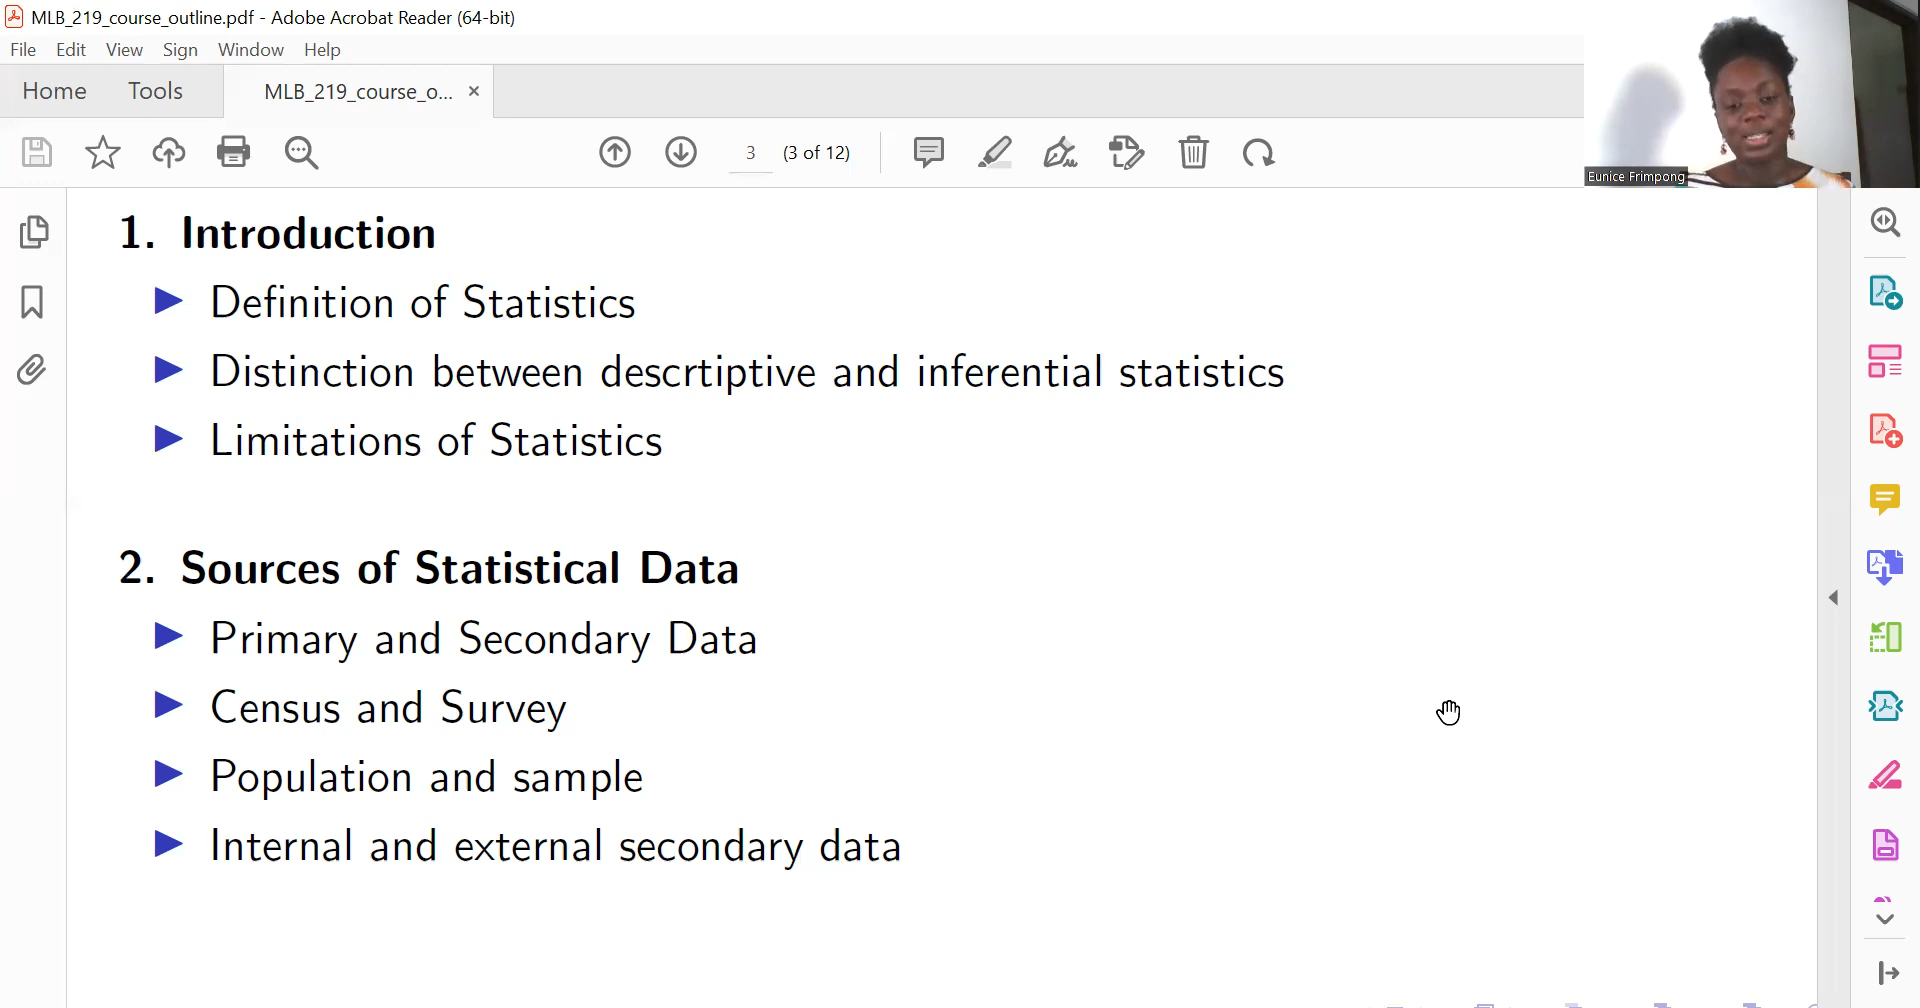 MLB_219_course_outline.pdf - Adobe Acrobat Reader (64-bit)
File Edit View Sign Window Help
Home Tools MLB_219_course_o... ×
3 (3 of 12)
Eunice Frimpong
1. Introduction
▶ Definition of Statistics
▶ Distinction between descrtiptive and inferential statistics
▶ Limitations of Statistics
2. Sources of Statistical Data
▶ Primary and Secondary Data
▶ Census and Survey
▶ Population and sample
▶ Internal and external secondary data